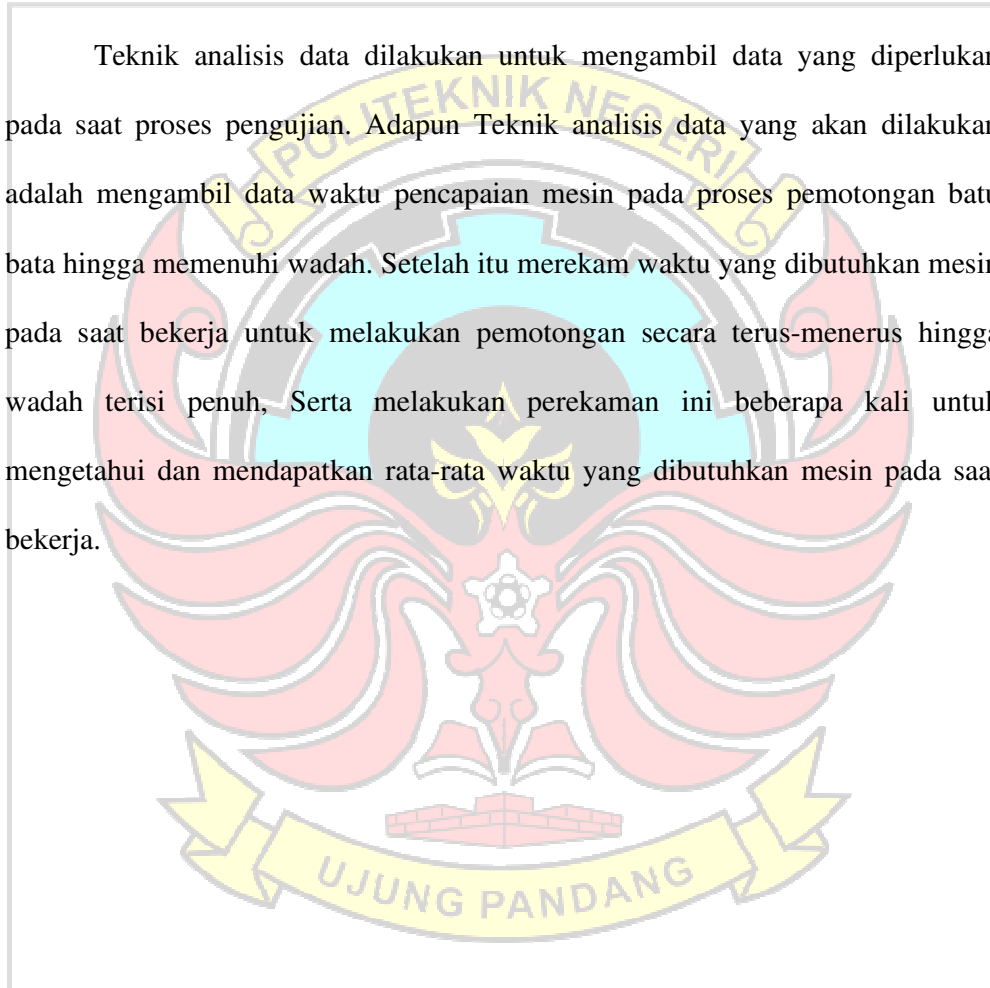 Teknik analisis data dilakukan untuk mengambil data yang diperlukan
pada saat proses pengujian. Adapun Teknik analisis data yang akan dilakukan
adalah mengambil data waktu pencapaian mesin pada proses pemotongan batu
bata hingga memenuhi wadah. Setelah itu merekam waktu yang dibutuhkan mesin
pada saat bekerja untuk melakukan pemotongan secara terus-menerus hingga
wadah terisi penuh, Serta melakukan perekaman ini beberapa kali untuk
mengetahui dan mendapatkan rata-rata waktu yang dibutuhkan mesin pada saa
bekerja.
POLITEKNIK NEGERI
UJUNG PANDANG